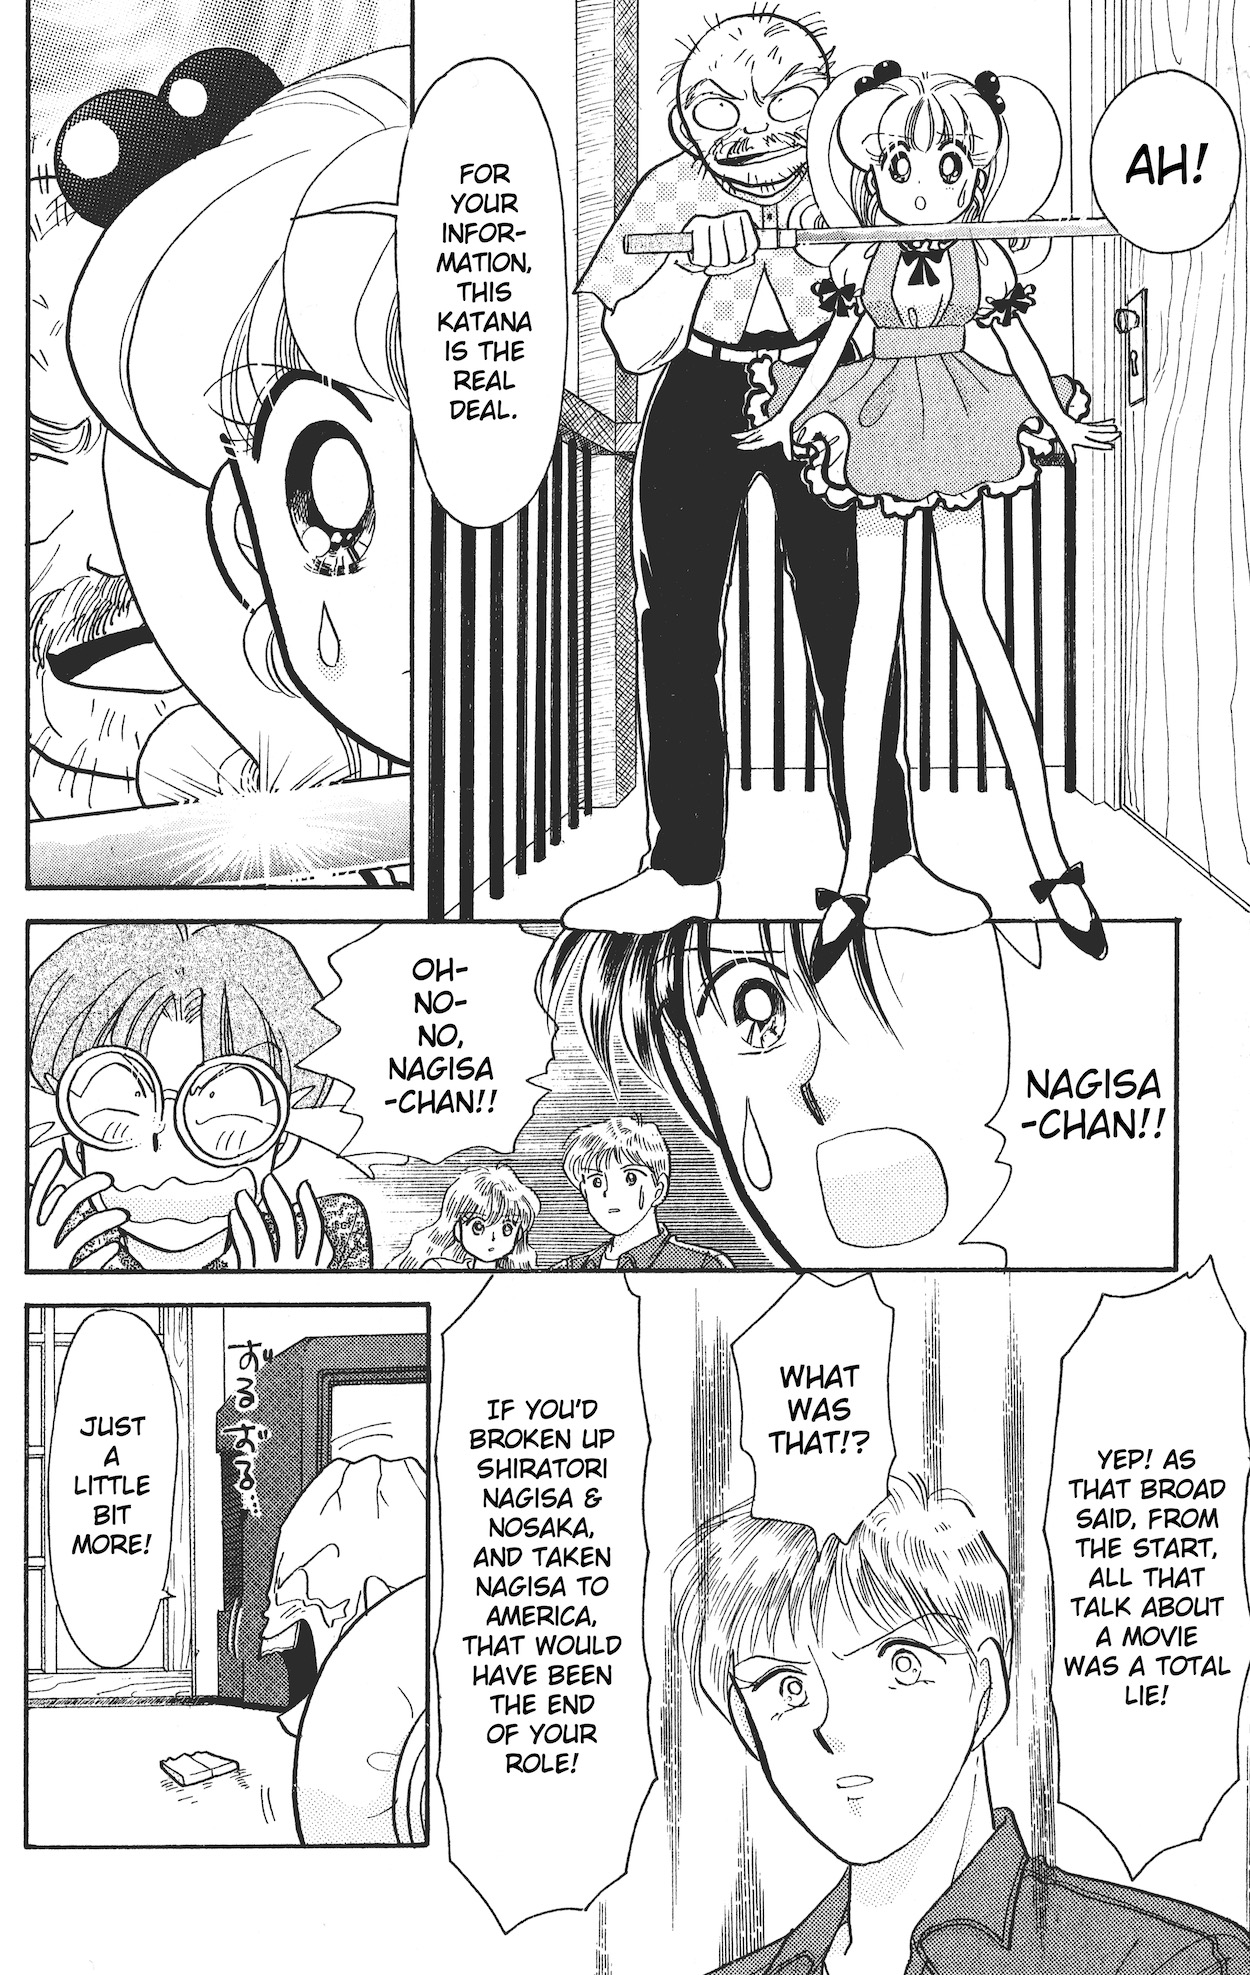 AH!
FOR
YOUR
INFOR-
MATION,
THIS
KATANA
IS THE
REAL
DEAL.
NAGISA
-CHAN!!
OH-
NO-
NO,
NAGISA
-CHAN!!
YEP! AS
THAT BROAD
SAID, FROM
THE START,
ALL THAT
TALK ABOUT
A MOVIE
WAS A TOTAL
LIE!
WHAT
WAS
THAT!?
IF YOU'D
BROKEN UP
SHIRATORI
NAGISA &
NOSAKA,
AND TAKEN
NAGISA TO
AMERICA,
THAT WOULD
HAVE BEEN
THE END
OF YOUR
ROLE!
ずるずる…
JUST
A
LITTLE
BIT
MORE!